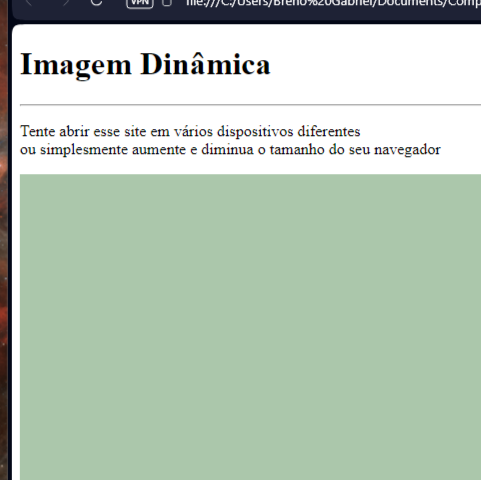 VPN file:///C:/Users/Breno%20Gabriel/Documents/Comp
Imagem Dinâmica
Tente abrir esse site em vários dispositivos diferentes
ou simplesmente aumente e diminua o tamanho do seu navegador